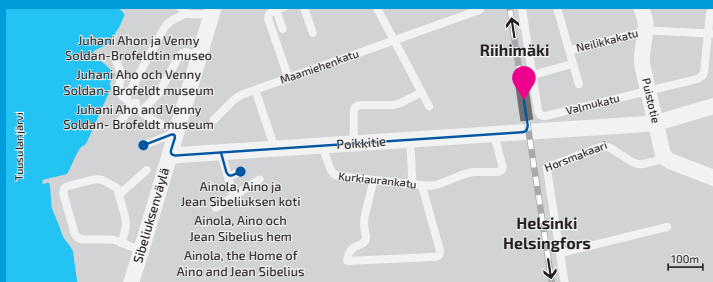 Juhani Ahon ja Venny
Soldan-Brofeldtin museo
Juhani Aho och Venny
Soldan- Brofeldt museum
Juhani Aho and Venny
Soldan- Brofeldt museum
Tuusulanjärvi
Sibeliuksenväylä
Maamiehenkatu
Poikkitie
Kurkiaurankatu
Ainola, Aino ja
Jean Sibeliuksen koti
Ainola, Aino och
Jean Sibelius hem
Ainola, the Home of
Aino and Jean Sibelius
Riihimäki
Neilikkakatu
Valmukatu
Puistotie
Horsmakaari
Helsinki
Helsingfors
100m